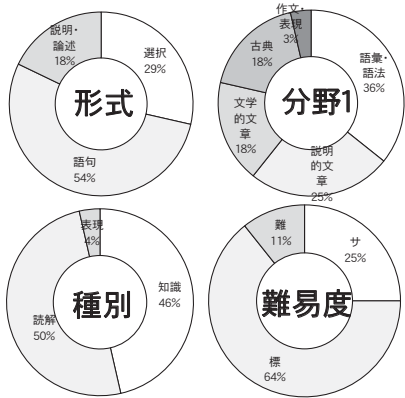 説明・
論述
18%
選択
29%
形式
語句
54%
作文・
表現
3%
古典
18%
語彙・
語法
36%
分野1
文学
的文
章
18%
説明
的文
章
25%
表現
4%
知識
46%
種別
読解
50%
難
11%
サ
25%
難易度
標
64%